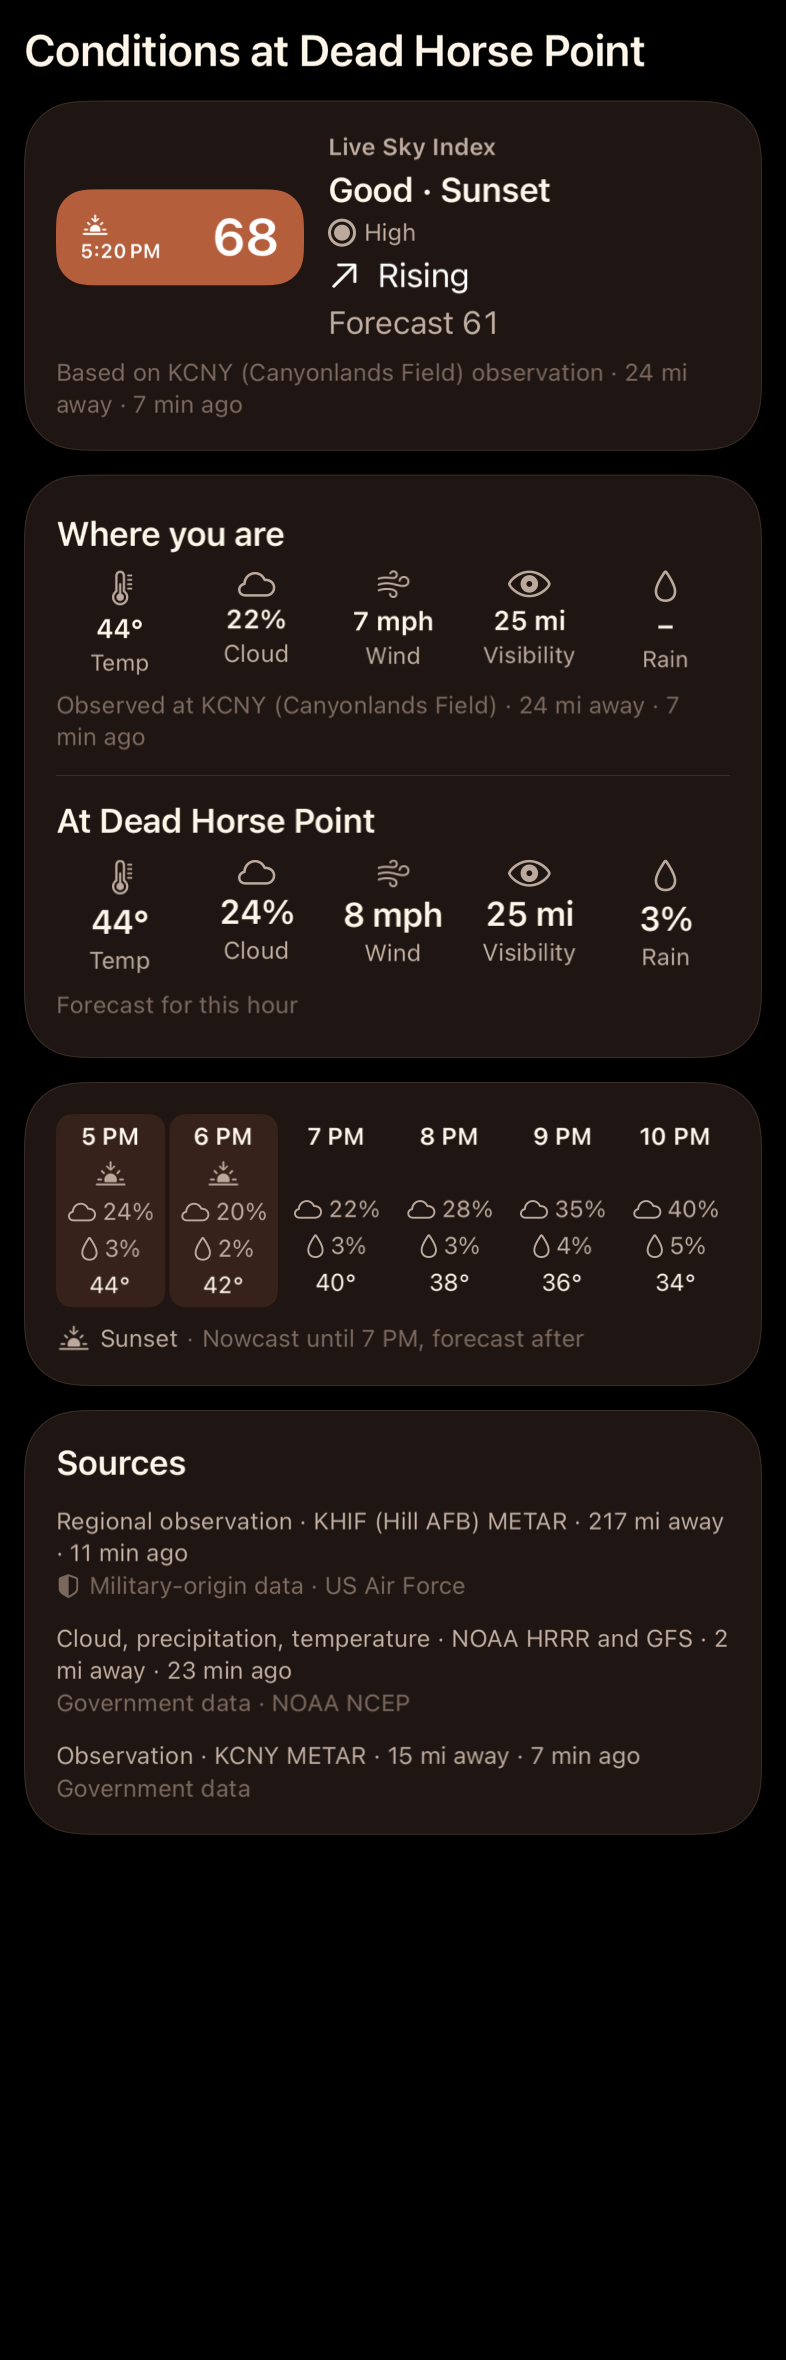 Conditions at Dead Horse Point
Live Sky Index
Good · Sunset
5:20 PM
68
High
Rising
Forecast 61
Based on KCNY (Canyonlands Field) observation · 24 mi
away · 7 min ago
Where you are
44° 22% 7 mph 25 mi –
Temp Cloud Wind Visibility Rain
Observed at KCNY (Canyonlands Field) · 24 mi away · 7
min ago
At Dead Horse Point
44° 24% 8 mph 25 mi 3%
Temp Cloud Wind Visibility Rain
Forecast for this hour
5 PM 6 PM 7 PM 8 PM 9 PM 10 PM
24% 20% 22% 28% 35% 40%
3% 2% 3% 3% 4% 5%
44° 42° 40° 38° 36° 34°
Sunset · Nowcast until 7 PM, forecast after
Sources
Regional observation · KHIF (Hill AFB) METAR · 217 mi away
· 11 min ago
Military-origin data · US Air Force
Cloud, precipitation, temperature · NOAA HRRR and GFS · 2
mi away · 23 min ago
Government data · NOAA NCEP
Observation · KCNY METAR · 15 mi away · 7 min ago
Government data